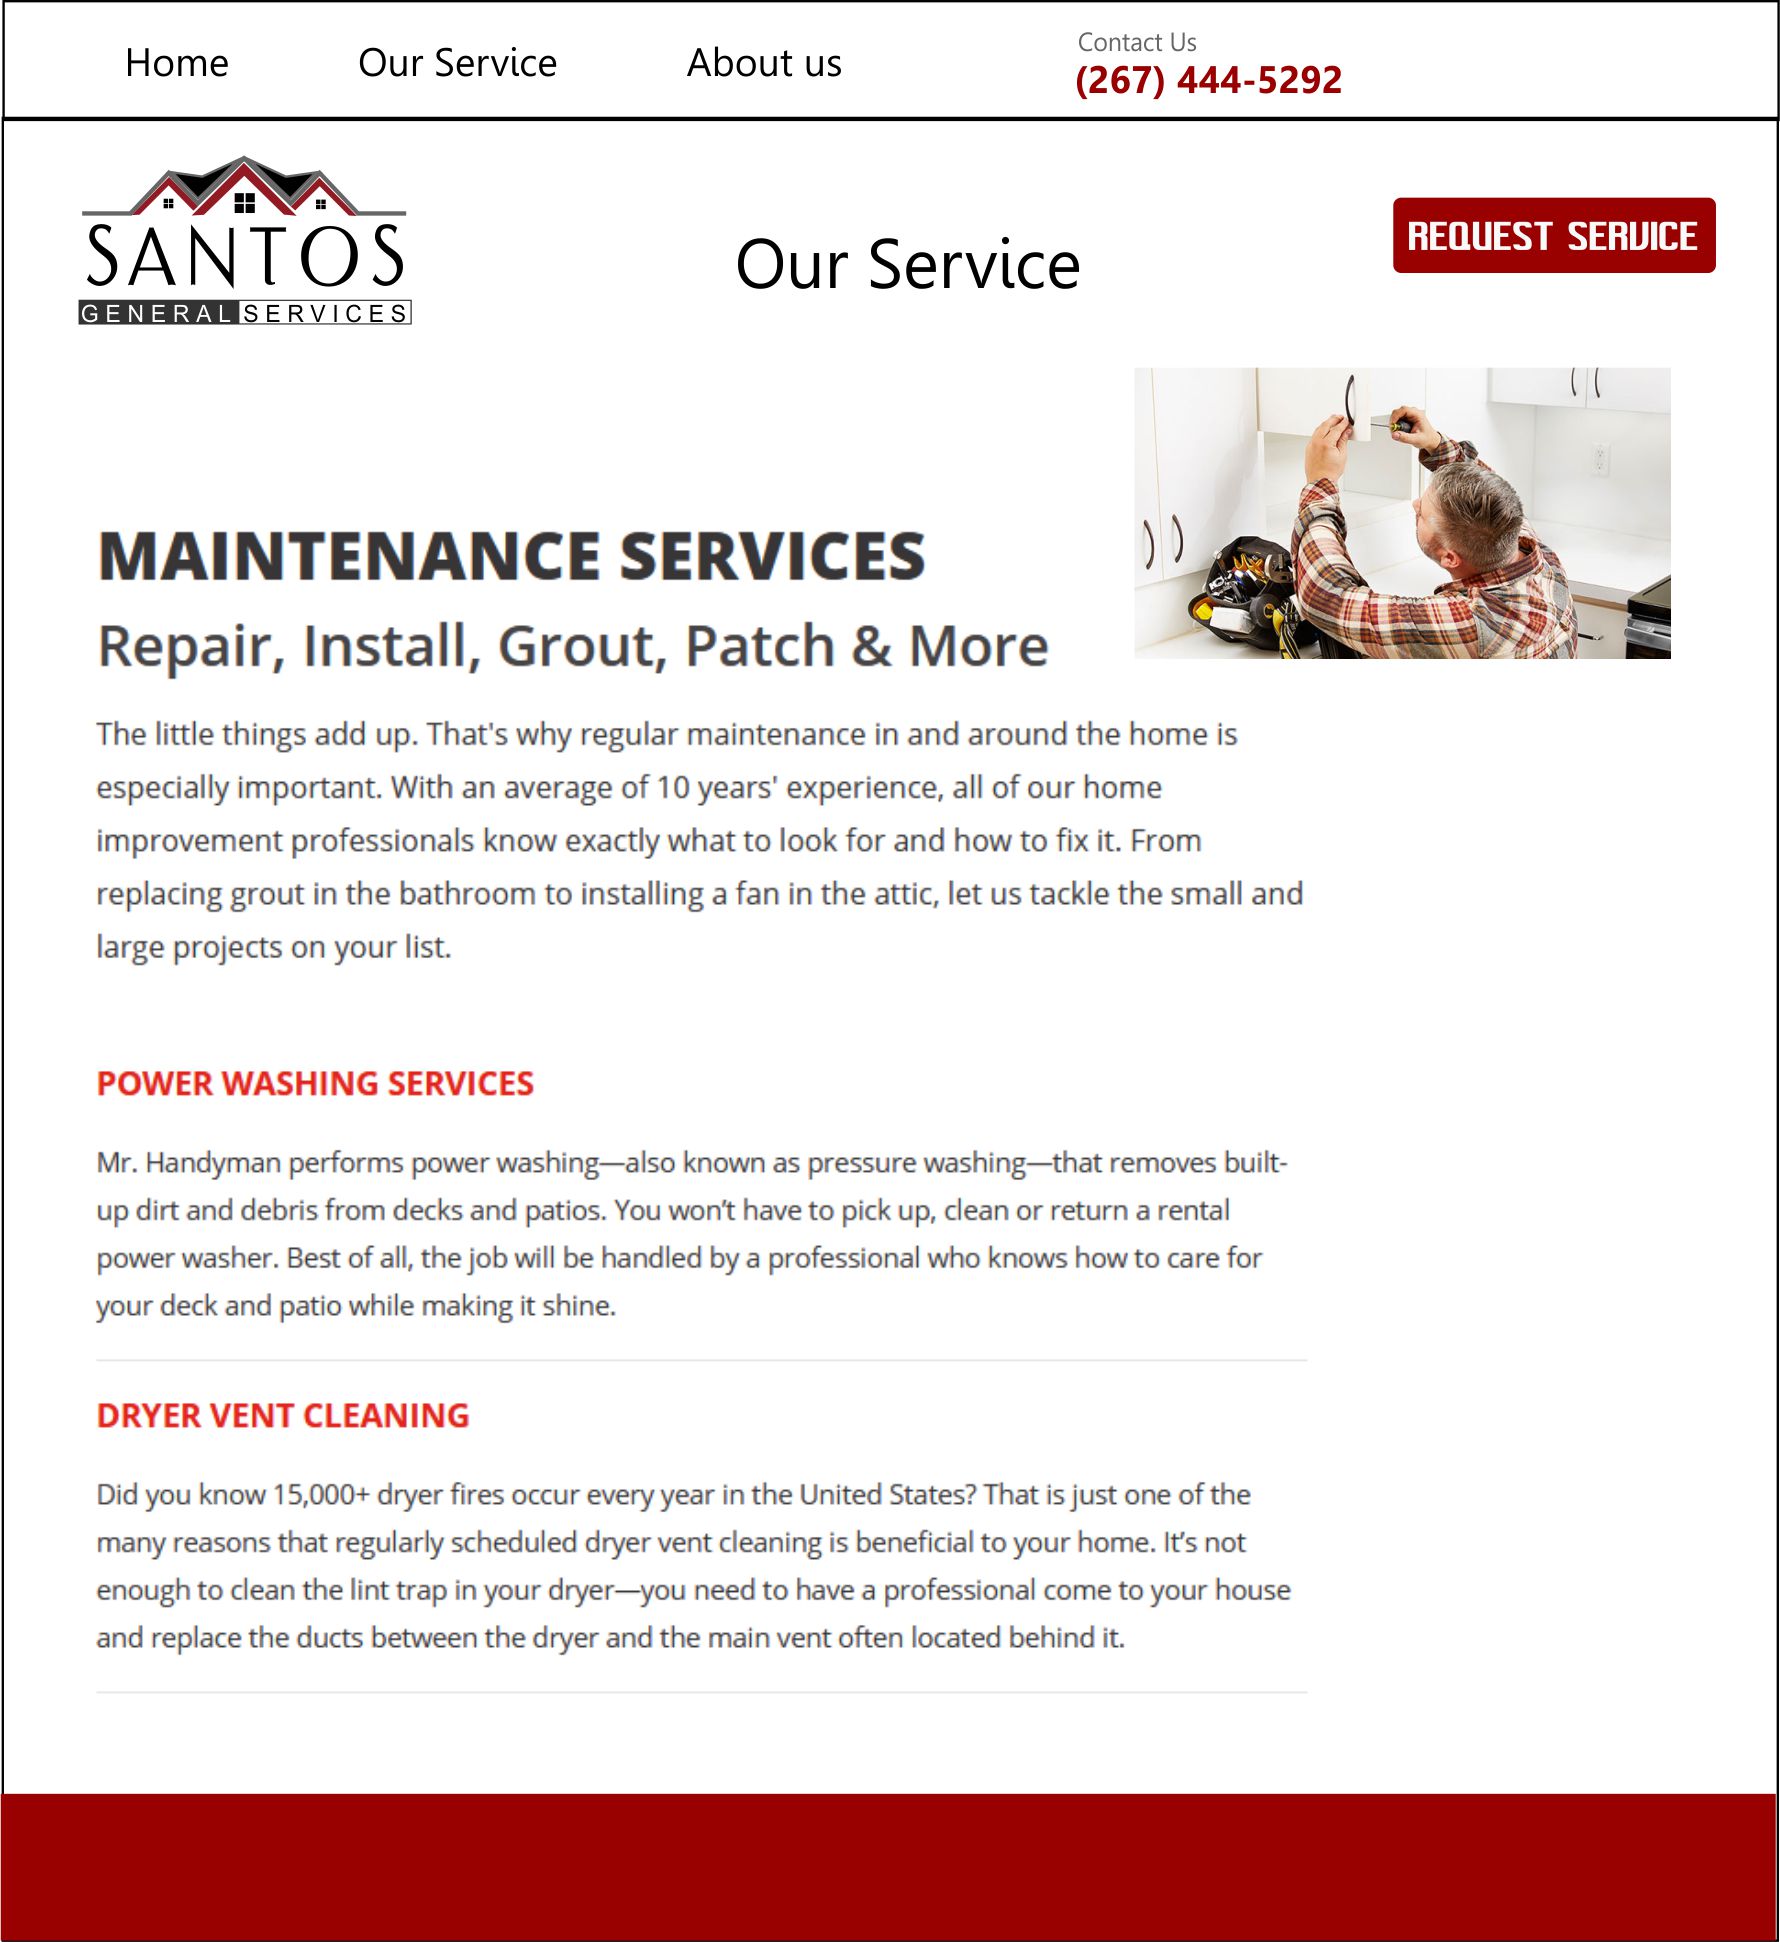 Home
Our Service
About us
Contact Us
(267) 444-5292
SANTOS
GENERAL SERVICES
Our Service
REQUEST SERVICE
MAINTENANCE SERVICES
Repair, Install, Grout, Patch & More
The little things add up. That's why regular maintenance in and around the home is
especially important. With an average of 10 years' experience, all of our home
improvement professionals know exactly what to look for and how to fix it. From
replacing grout in the bathroom to installing a fan in the attic, let us tackle the small and
large projects on your list.
POWER WASHING SERVICES
Mr. Handyman performs power washing—also known as pressure washing—that removes built-
up dirt and debris from decks and patios. You won’t have to pick up, clean or return a rental
power washer. Best of all, the job will be handled by a professional who knows how to care for
your deck and patio while making it shine.
DRYER VENT CLEANING
Did you know 15,000+ dryer fires occur every year in the United States? That is just one of the
many reasons that regularly scheduled dryer vent cleaning is beneficial to your home. It’s not
enough to clean the lint trap in your dryer—you need to have a professional come to your house
and replace the ducts between the dryer and the main vent often located behind it.